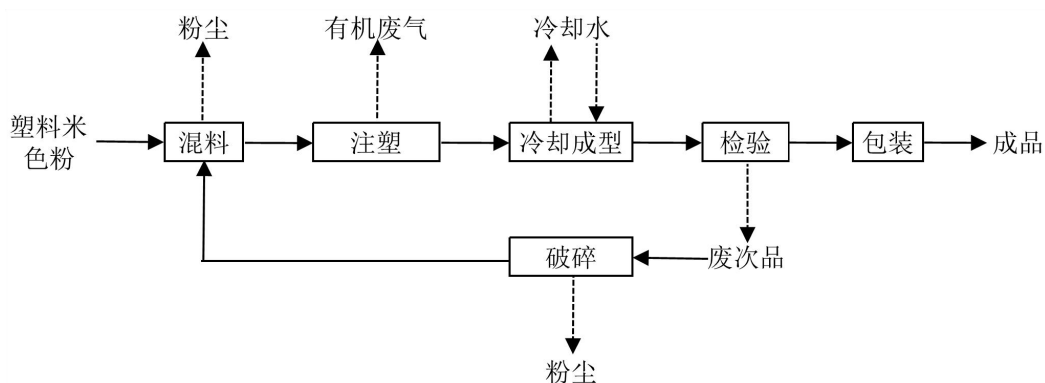 粉尘
有机废气
冷却水
塑料米
色粉
混料
注塑
冷却成型
检验
包装
成品
破碎
废次品
粉尘